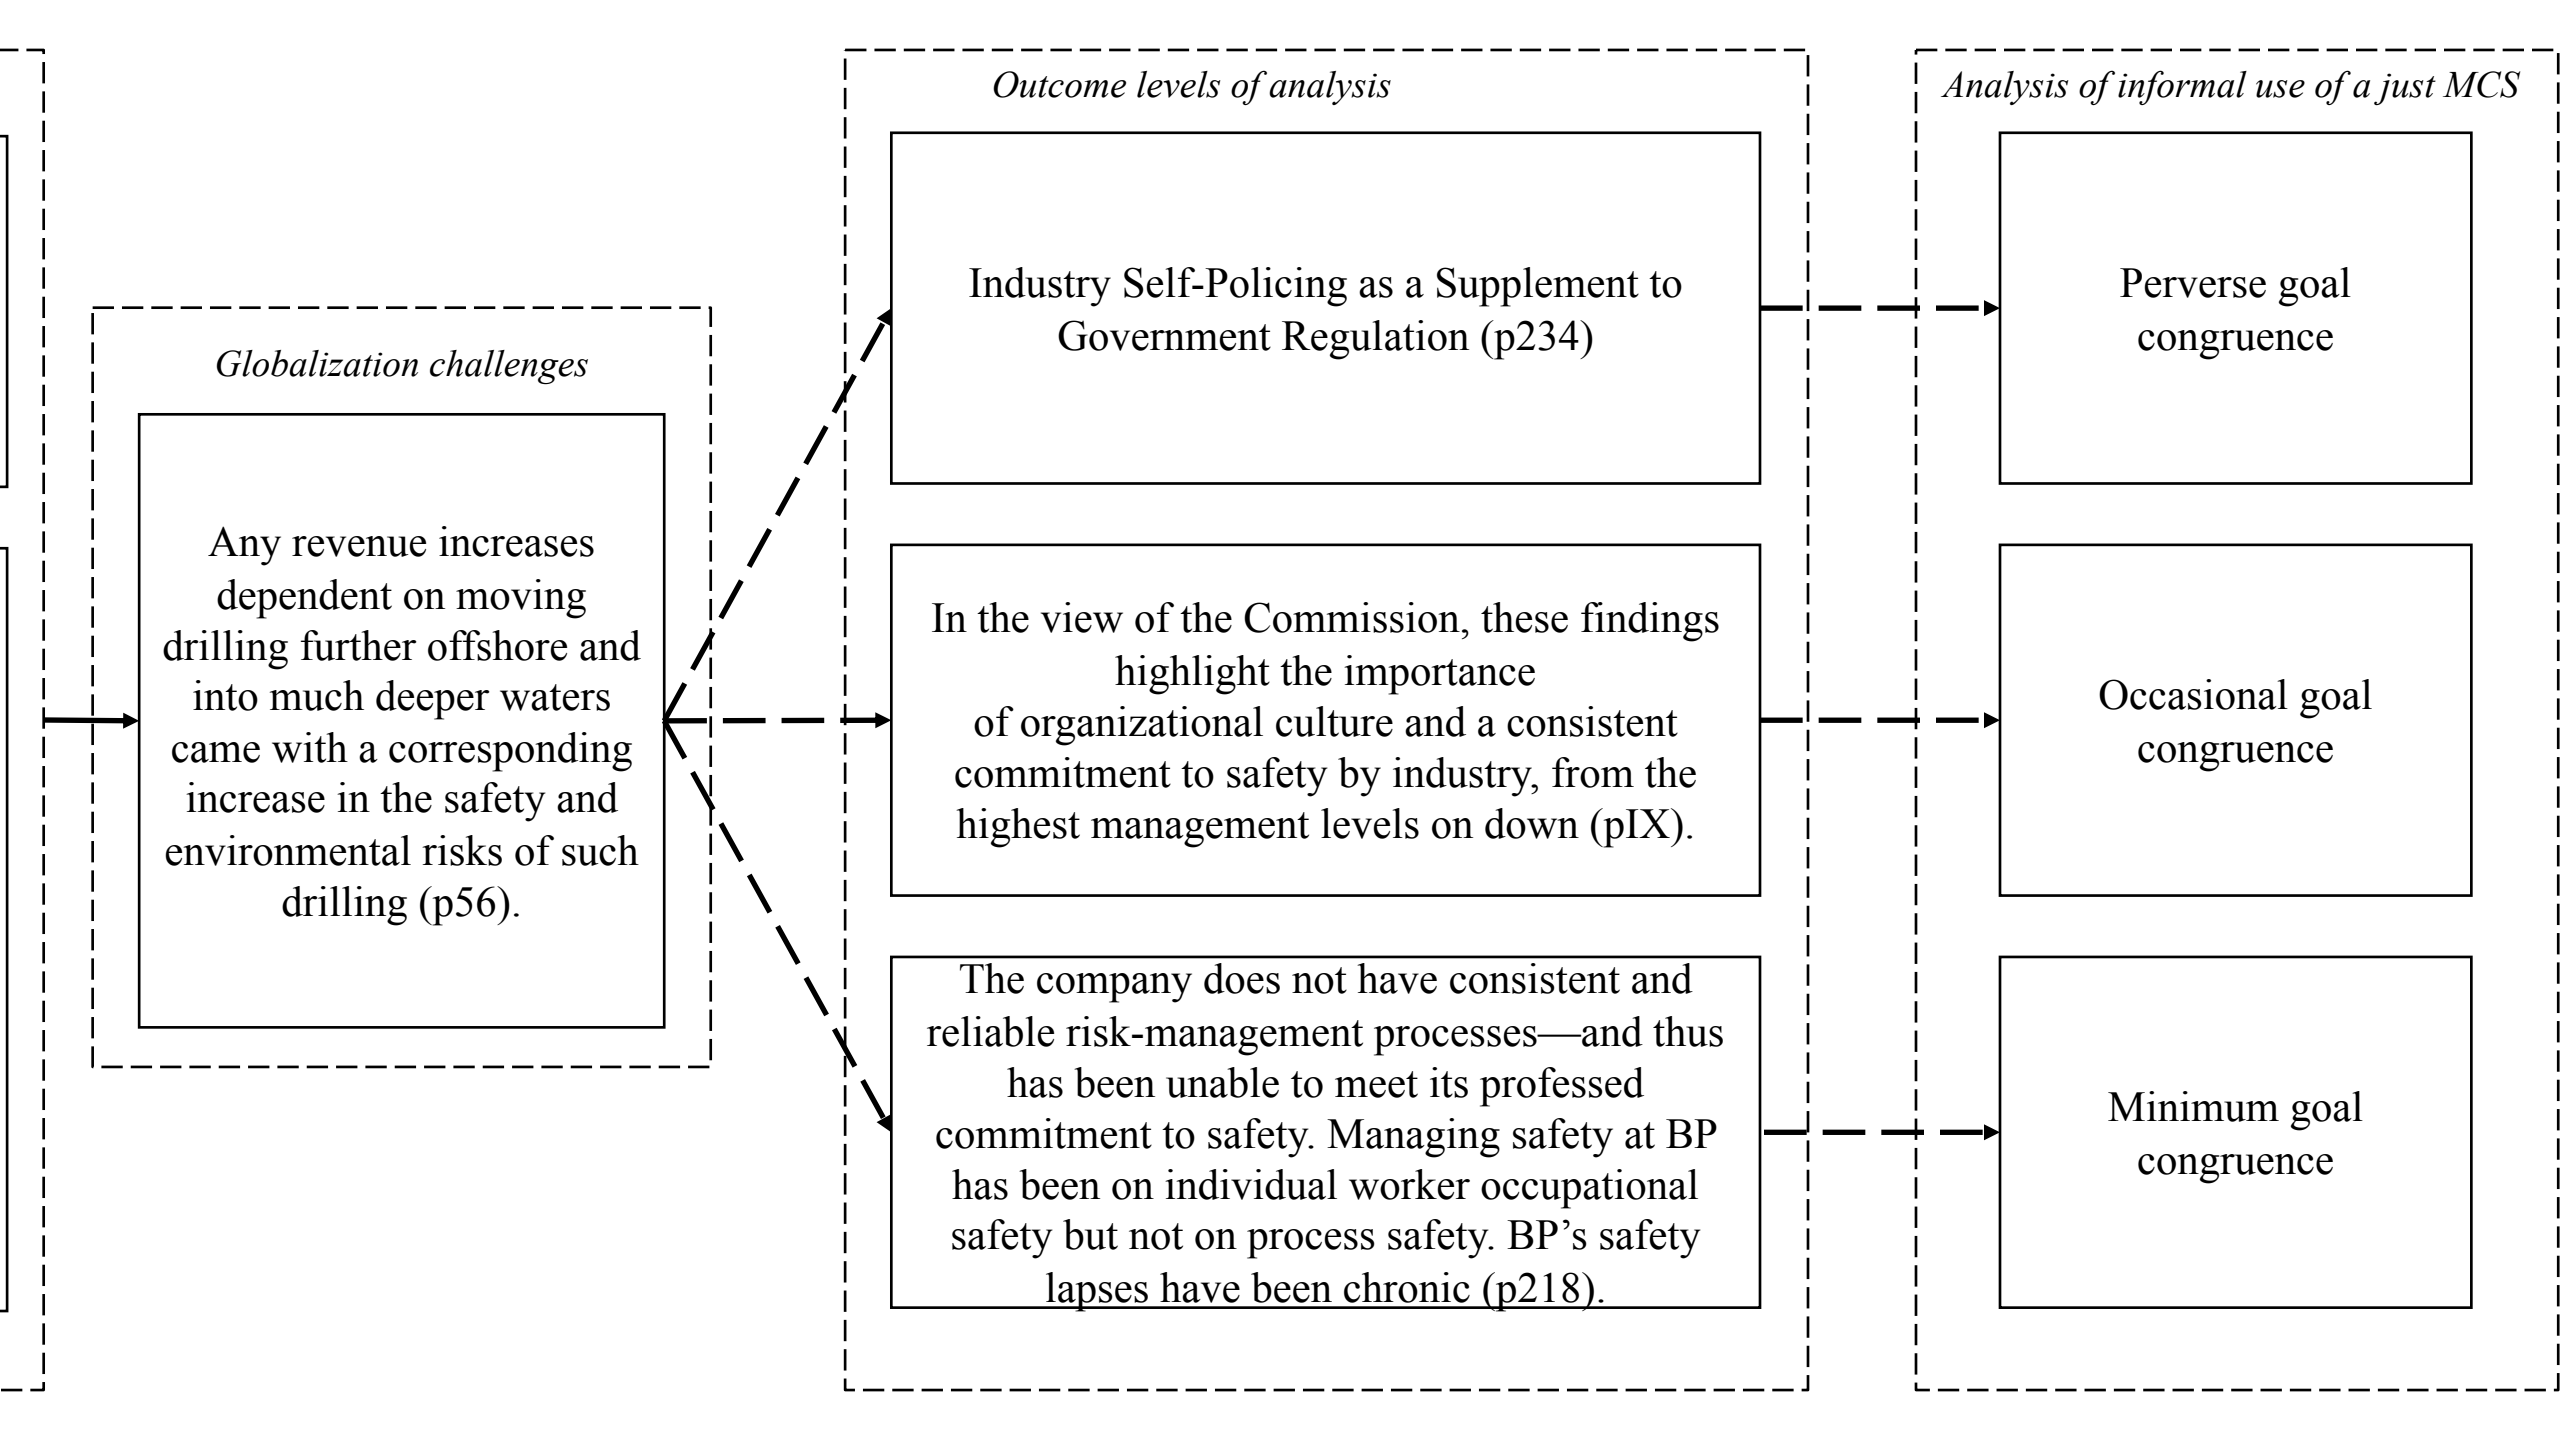 Globalization challenges
Any revenue increases
dependent on moving
drilling further offshore and
into much deeper waters
came with a corresponding
increase in the safety and
environmental risks of such
drilling (p56).
Outcome levels of analysis
Industry Self-Policing as a Supplement to
Government Regulation (p234)
In the view of the Commission, these findings
highlight the importance
of organizational culture and a consistent
commitment to safety by industry, from the
highest management levels on down (pIX).
The company does not have consistent and
reliable risk-management processes—and thus
has been unable to meet its professed
commitment to safety. Managing safety at BP
has been on individual worker occupational
safety but not on process safety. BP’s safety
lapses have been chronic (p218).
Analysis of informal use of a just MCS
Perverse goal
congruence
Occasional goal
congruence
Minimum goal
congruence